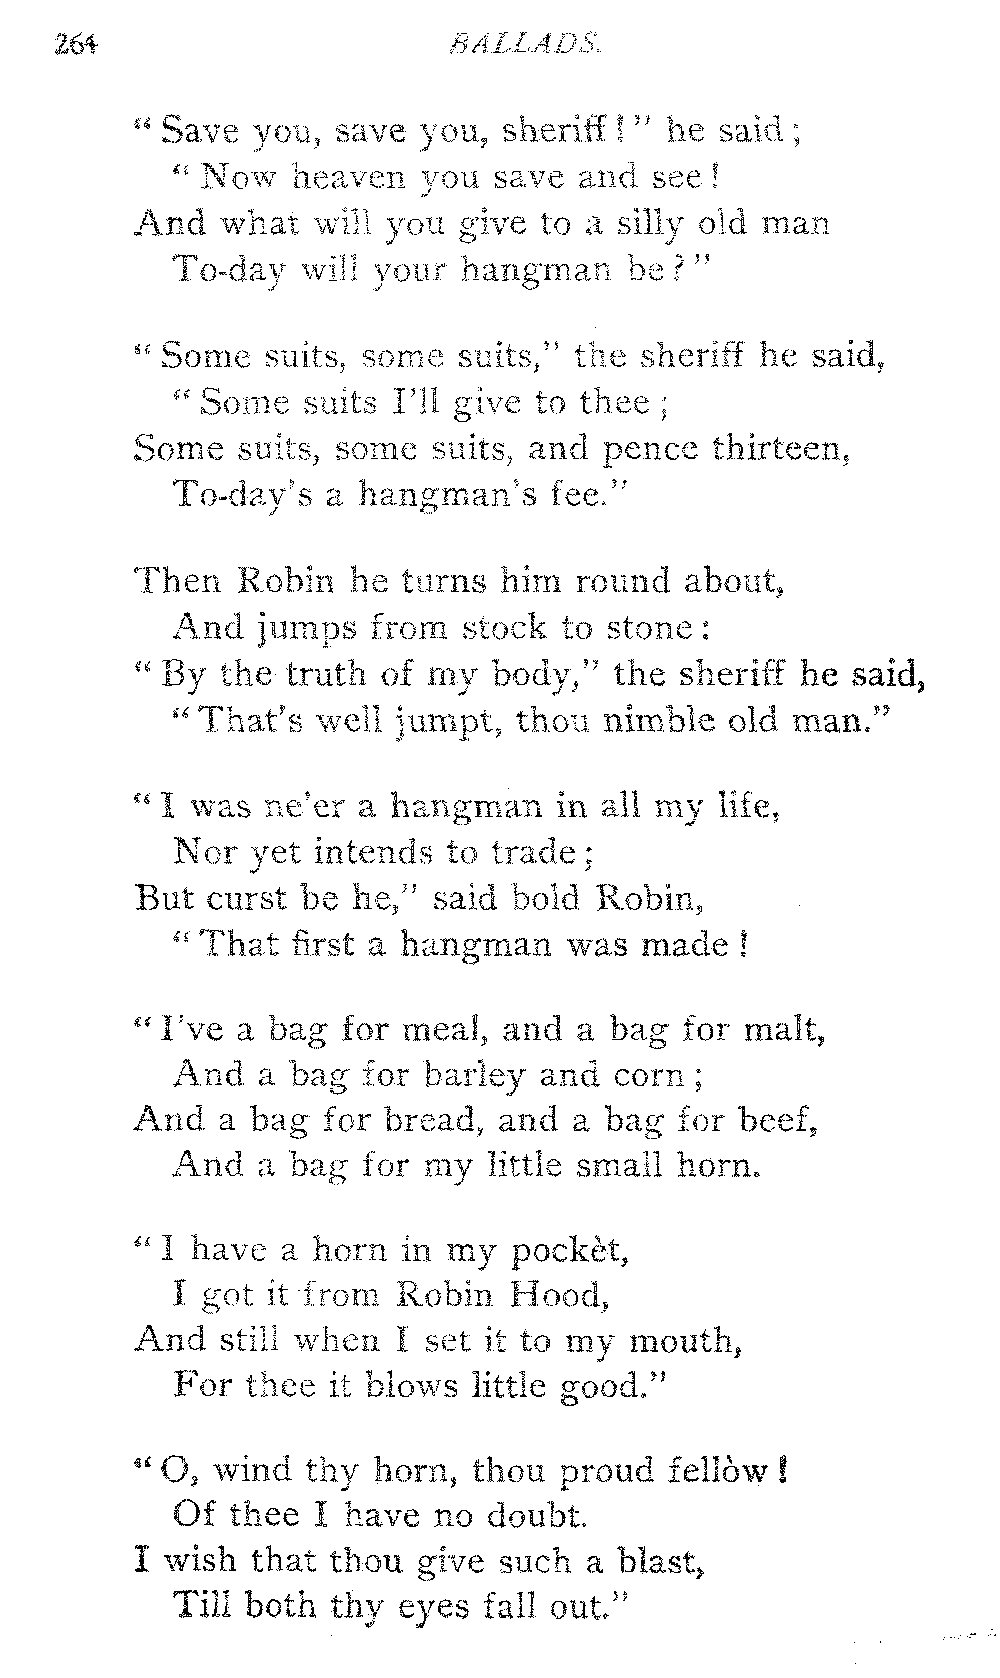 264 BALLADS.
“ Save you, save you, sheriff ! ” he said ;
“ Now heaven you save and see !
And what will you give to a silly old man
To-day will your hangman be ? ”
“ Some suits, some suits,” the sheriff he said,
“ Some suits I’ll give to thee ;
Some suits, some suits, and pence thirteen,
To-day’s a hangman’s fee.”
Then Robin he turns him round about,
And jumps from stock to stone :
“ By the truth of my body,” the sheriff he said,
“ That’s well jumpt, thou nimble old man.”
“ I was ne’er a hangman in all my life,
Nor yet intends to trade ;
But curst be he,” said bold Robin,
“ That first a hangman was made !
“ I’ve a bag for meal, and a bag for malt,
And a bag for barley and corn ;
And a bag for bread, and a bag for beef,
And a bag for my little small horn.
“ I have a horn in my pockèt,
I got it from Robin Hood,
And still when I set it to my mouth,
For thee it blows little good.”
“ O, wind thy horn, thou proud fellòw !
Of thee I have no doubt.
I wish that thou give such a blast,
Till both thy eyes fall out.”